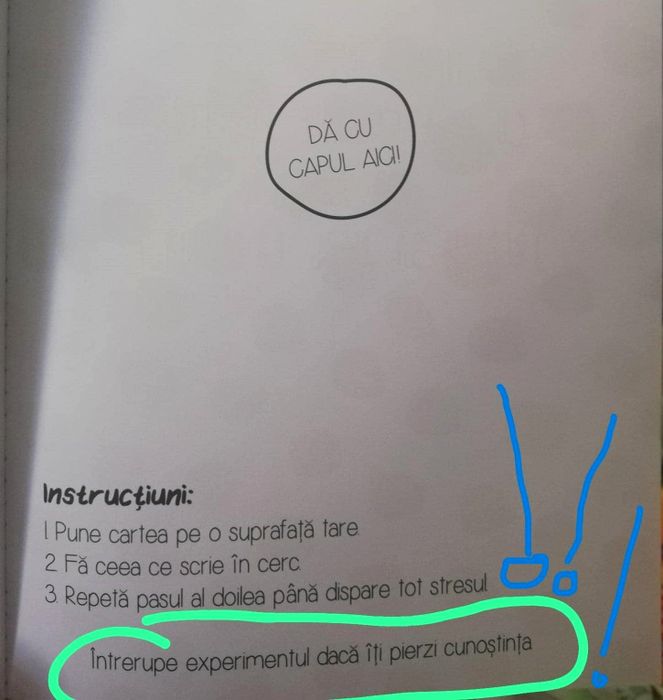 DĂ CU
CAPUL AICI!
Instrucțiuni:
1. Pune cartea pe o suprafață tare.
2. Fă ceea ce scrie în cerc.
3. Repetă pasul al doilea până dispare tot stresul.
Întrerupe experimentul dacă îți pierzi cunoștința